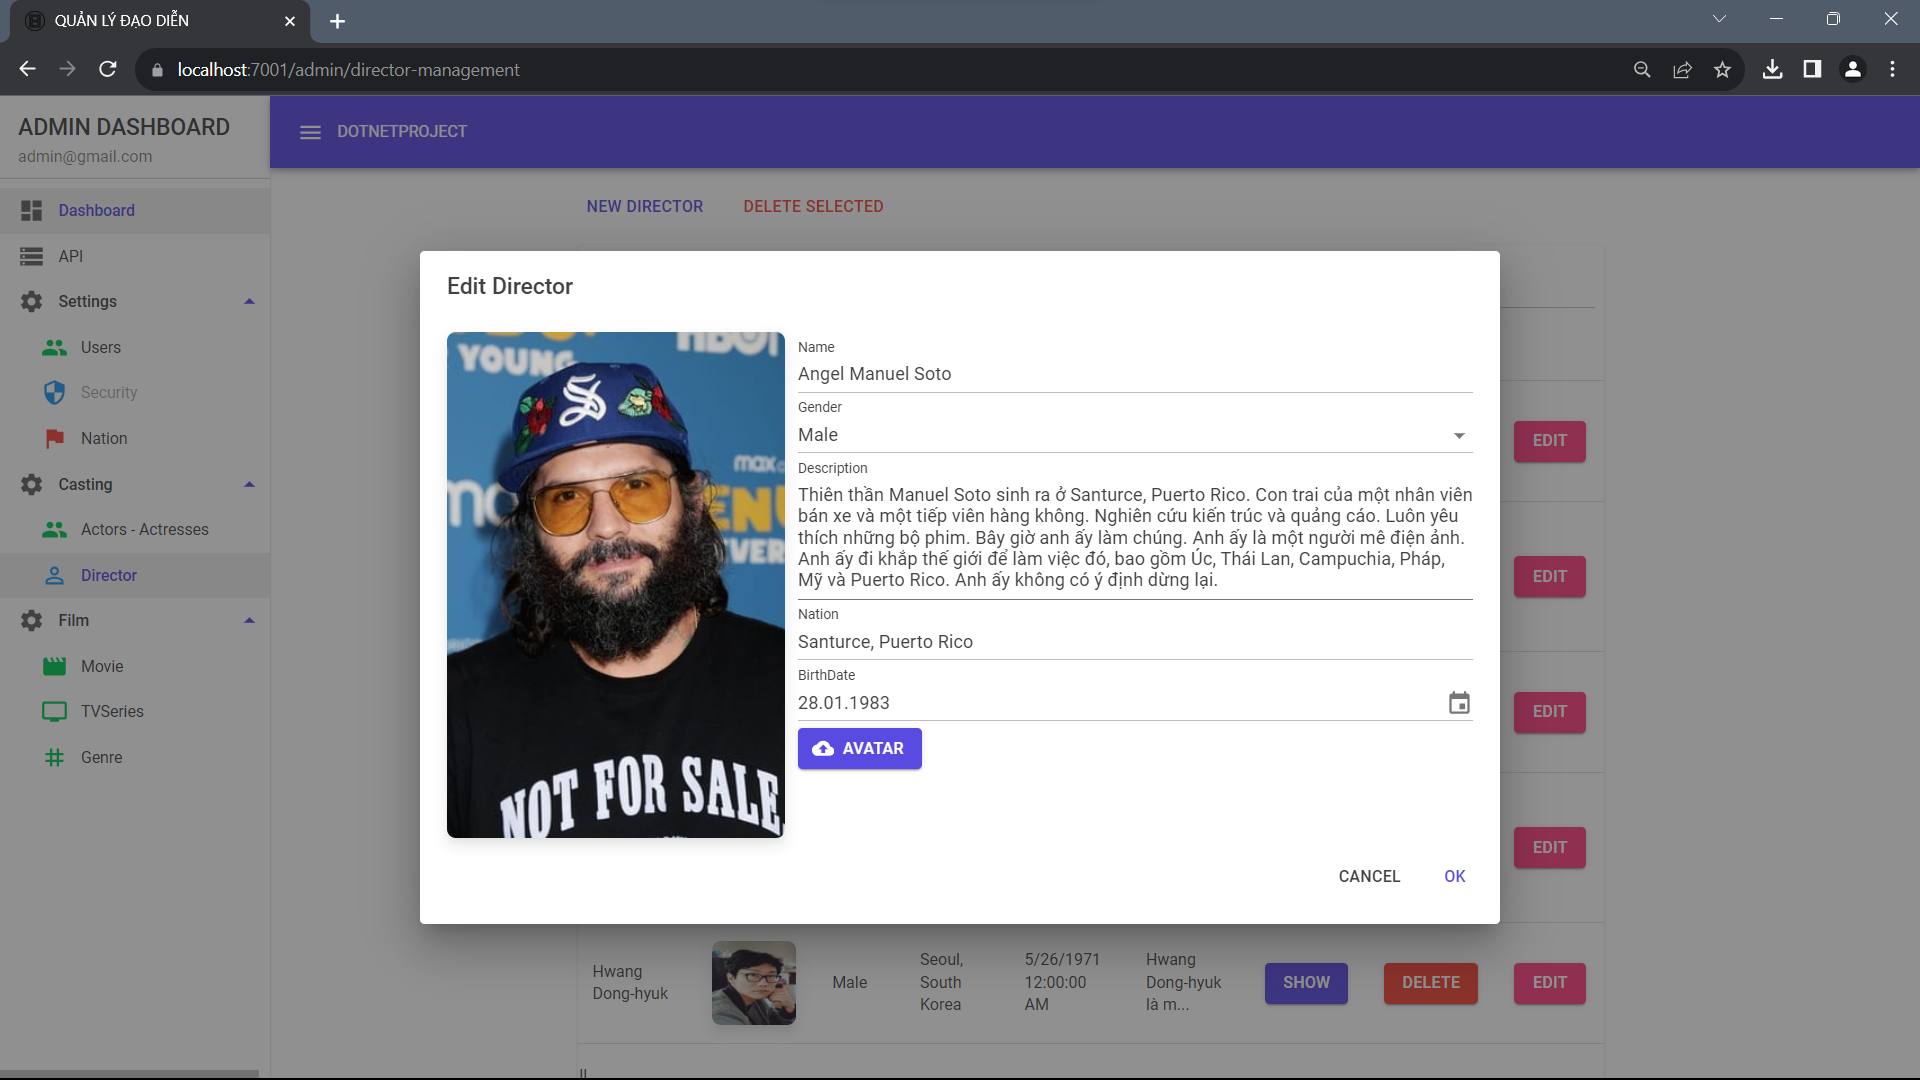 QUẢN LÝ ĐẠO DIỄN
localhost:7001/admin/director-management
ADMIN DASHBOARD
admin@gmail.com
DOTNETPROJECT
Dashboard
API
Settings
Users
Security
Nation
Casting
Actors - Actresses
Director
Film
Movie
TVSeries
Genre
NEW DIRECTOR
DELETE SELECTED
Edit Director
YOUNG
HBO
max
ENU
VER
S
NOT FOR SALE
Name
Angel Manuel Soto
Gender
Male
Description
Thiên thần Manuel Soto sinh ra ở Santurce, Puerto Rico. Con trai của một nhân viên
bán xe và một tiếp viên hàng không. Nghiên cứu kiến trúc và quảng cáo. Luôn yêu
thích những bộ phim. Bây giờ anh ấy làm chúng. Anh ấy là một người mê điện ảnh.
Anh ấy đi khắp thế giới để làm việc đó, bao gồm Úc, Thái Lan, Campuchia, Pháp,
Mỹ và Puerto Rico. Anh ấy không có ý định dừng lại.
Nation
Santurce, Puerto Rico
BirthDate
28.01.1983
AVATAR
CANCEL
OK
EDIT
EDIT
EDIT
EDIT
Hwang
Dong-hyuk
Male
Seoul,
South
Korea
5/26/1971
12:00:00
AM
Hwang
Dong-hyuk
là m...
SHOW
DELETE
EDIT